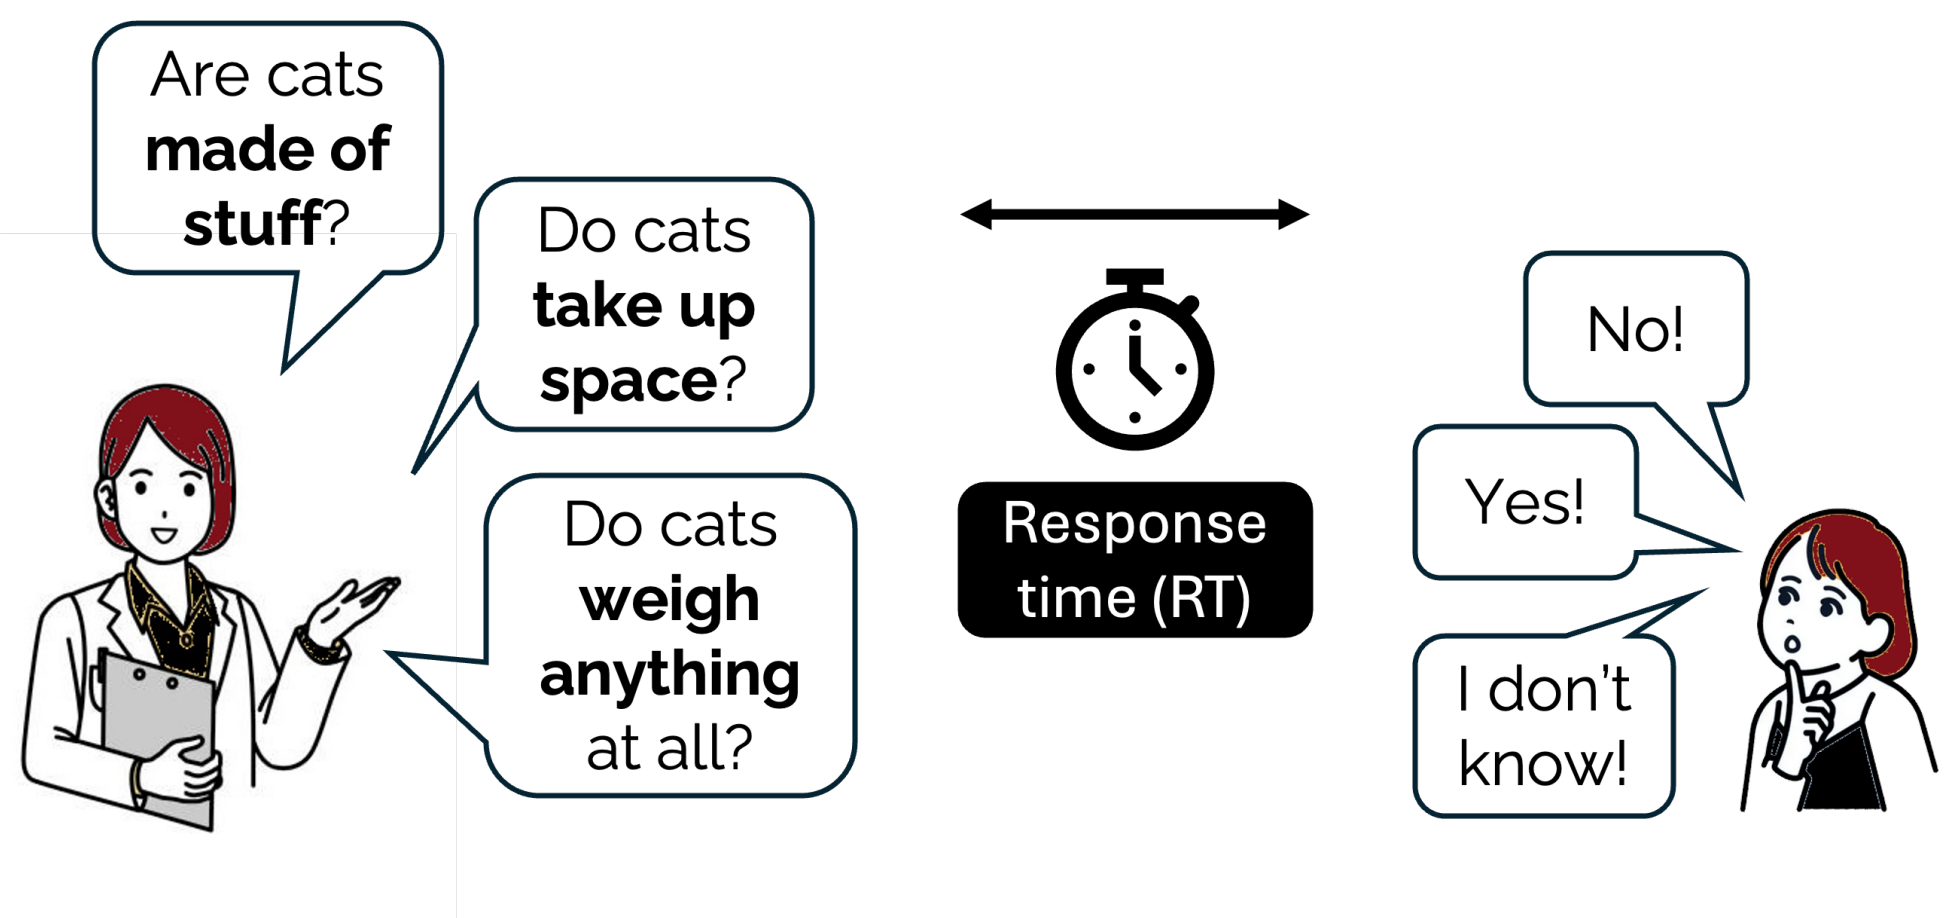 Are cats
made of
stuff?
Do cats
take up
space?
Do cats
weigh
anything
at all?
Response
time (RT)
No!
Yes!
I don’t
know!